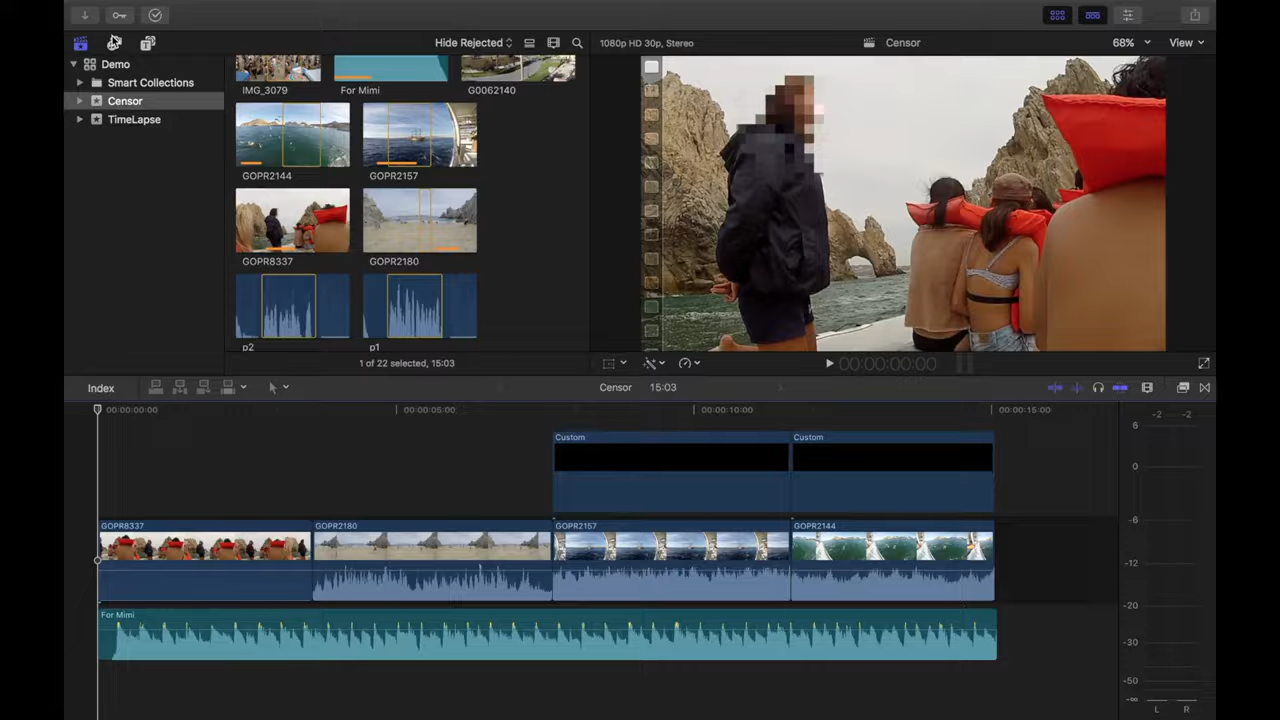 Hide Rejected
1080p HD 30p, Stereo
Censor
68%
View
Demo
Smart Collections
Censor
TimeLapse
IMG_3079
For Mimi
G0062140
GOPR2144
GOPR2157
GOPR8337
GOPR2180
p2
p1
1 of 22 selected, 15:03
00:00:00:00
Index
Censor
15:03
00:00:00:00
00:00:05:00
00:00:10:00
00:00:15:00
-2
-2
6
0
-6
-12
-20
-30
-50
-∞
L
R
Custom
Custom
GOPR8337
GOPR2180
GOPR2157
GOPR2144
For Mimi